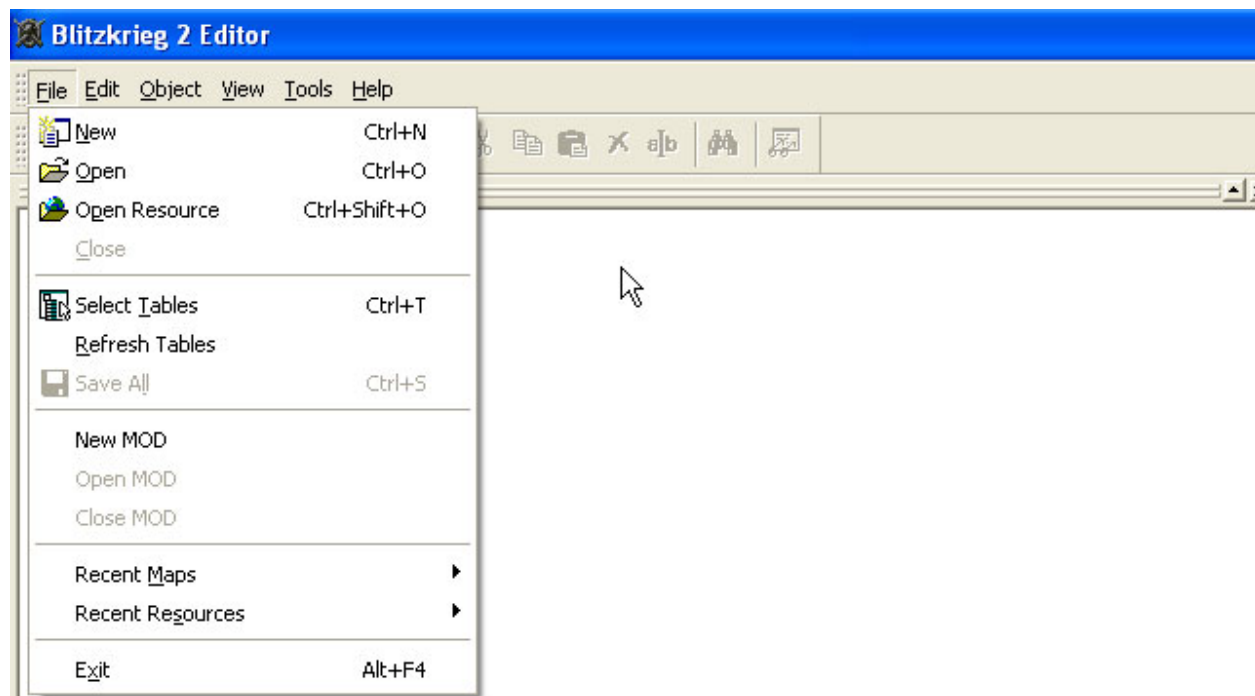 Blitzkrieg 2 Editor
File Edit Object View Tools Help
New Ctrl+N
Open Ctrl+O
Open Resource Ctrl+Shift+O
Close
Select Tables Ctrl+T
Refresh Tables
Save All Ctrl+S
New MOD
Open MOD
Close MOD
Recent Maps
Recent Resources
Exit Alt+F4